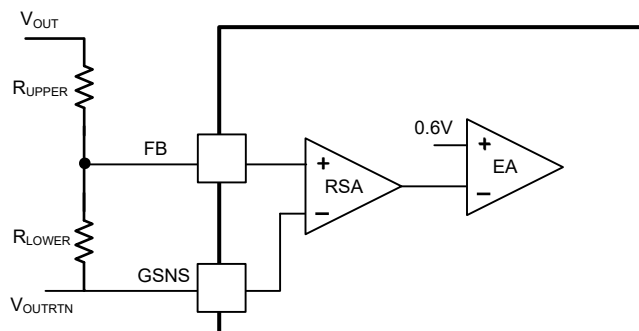 VOUT
RUPPER
FB
0.6V
+
+
EA
RSA
−
−
RLOWER
GSNS
VOUTRTN